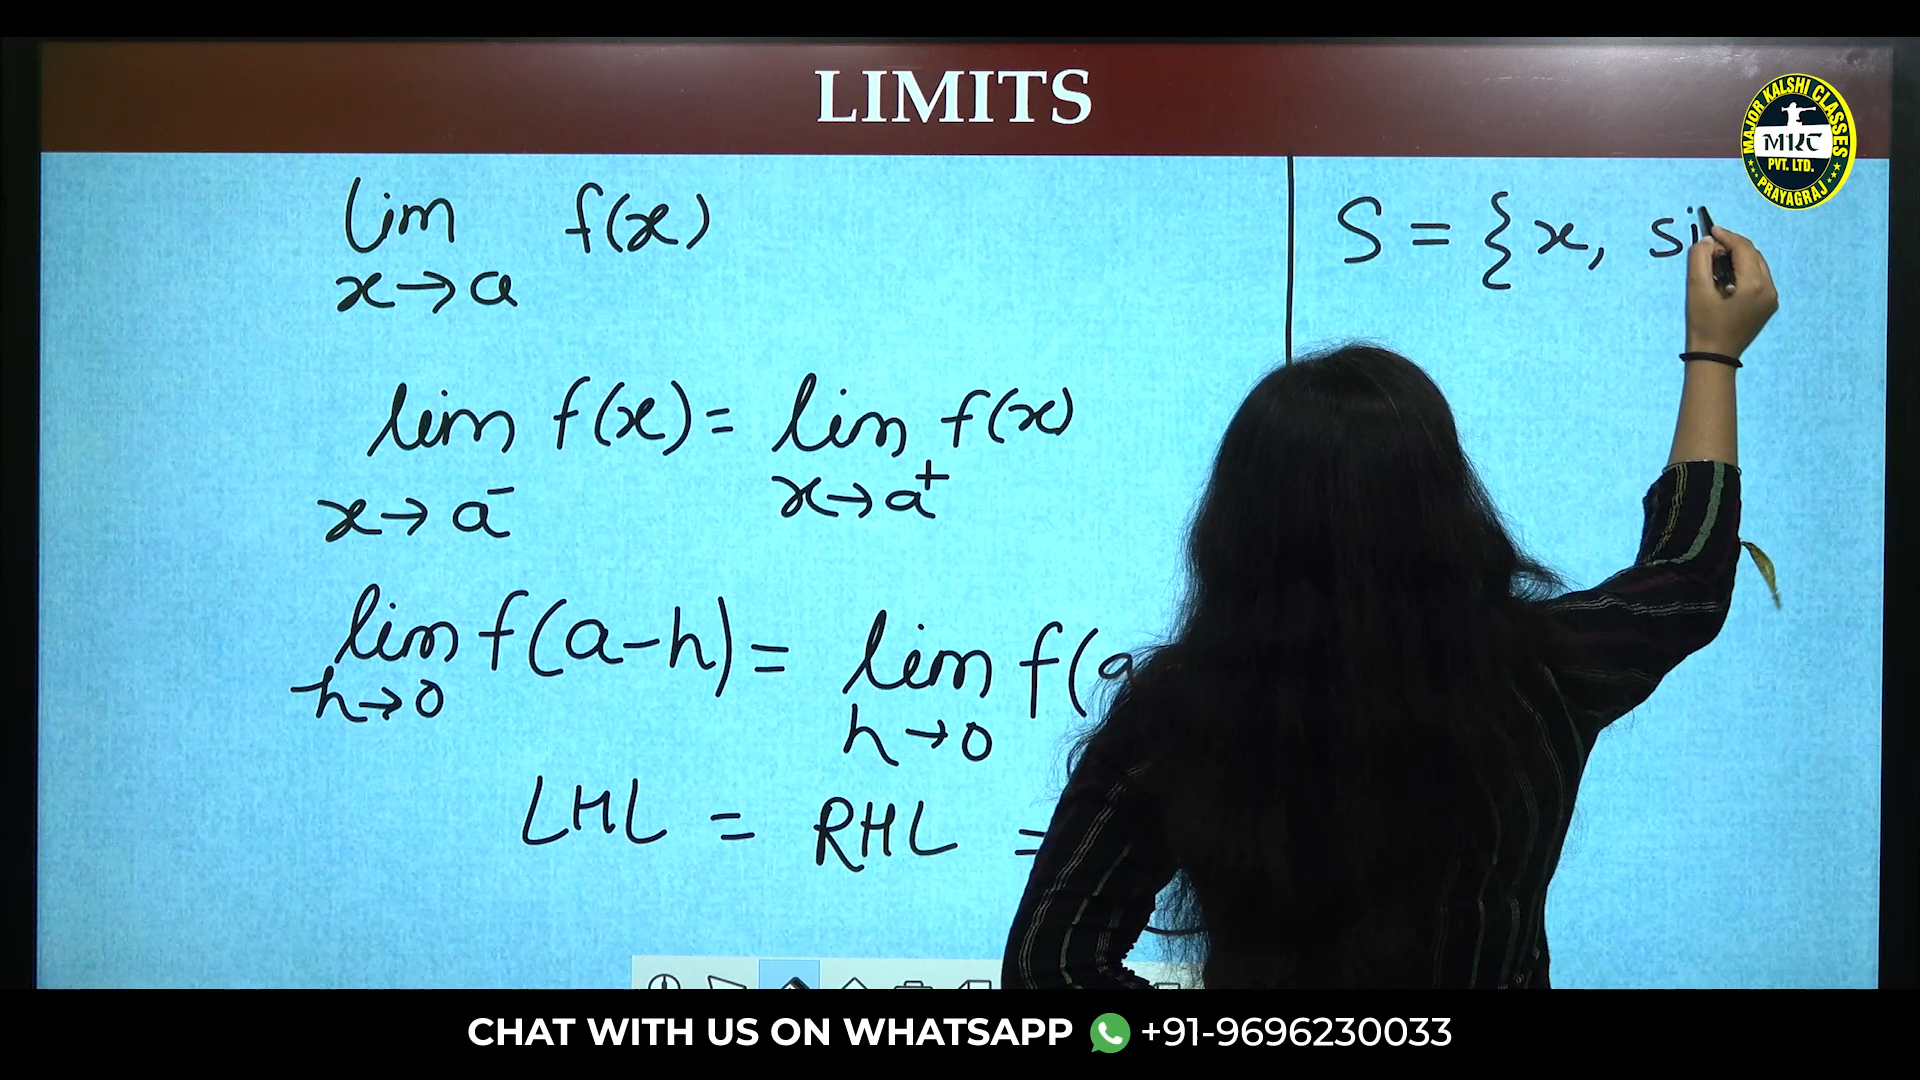 LIMITS
MAJOR KALSHI CLASSES
MKC
PVT. LTD.
PRAYAGRAJ
lim f(x)
x→a
lim f(x) = lim f(x)
x→a⁻ x→a⁺
lim f(a-h) = lim f(a
h→0 h→0
LHL = RHL =
S = {x, si
CHAT WITH US ON WHATSAPP +91-9696230033